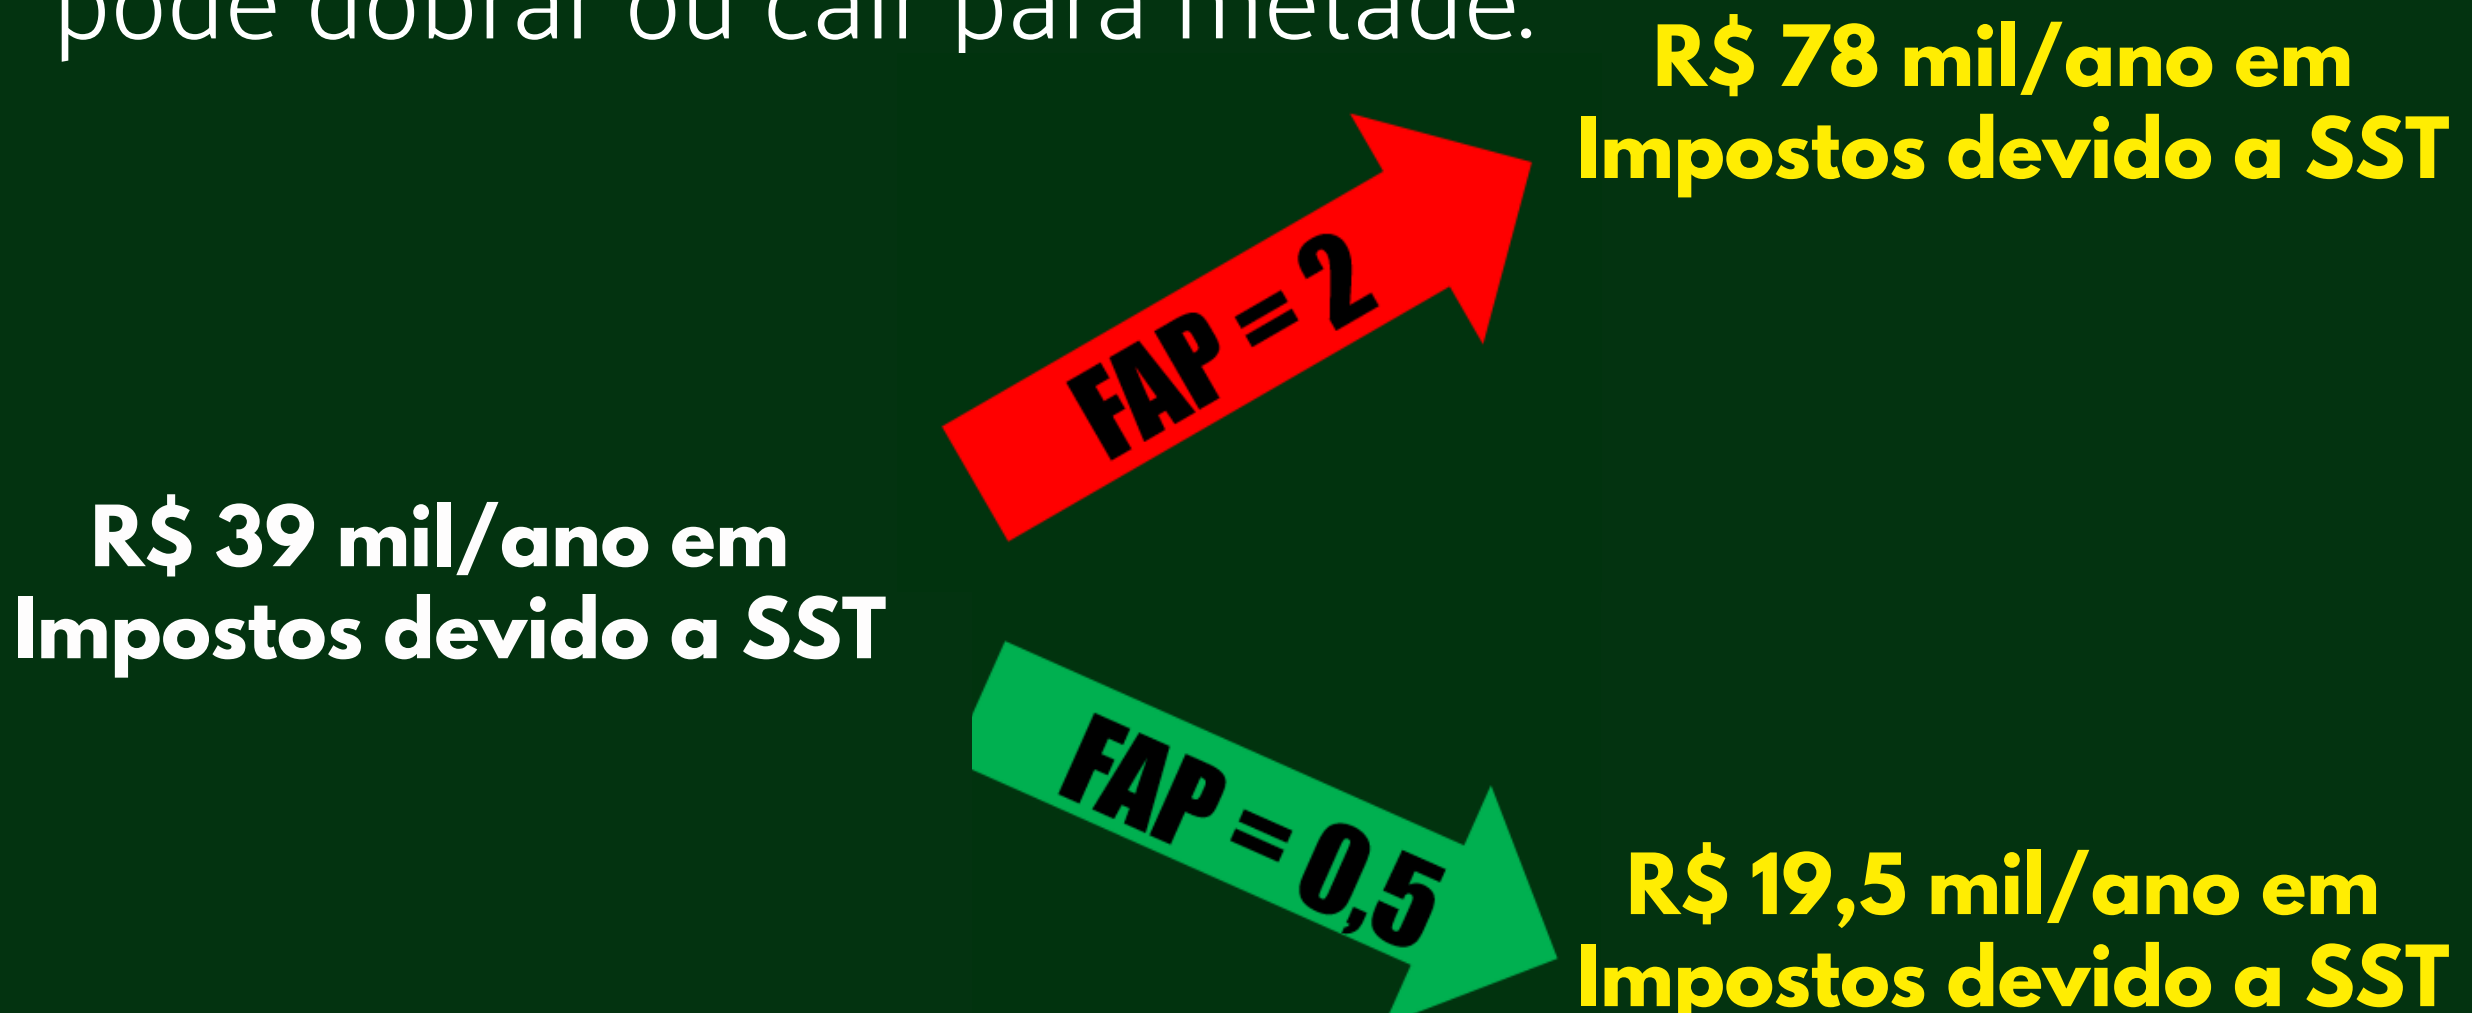 pode dobrar ou cair para metade.
R$ 78 mil/ano em
Impostos devido a SST
FAP = 2
R$ 39 mil/ano em
Impostos devido a SST
FAP = 0,5
R$ 19,5 mil/ano em
Impostos devido a SST